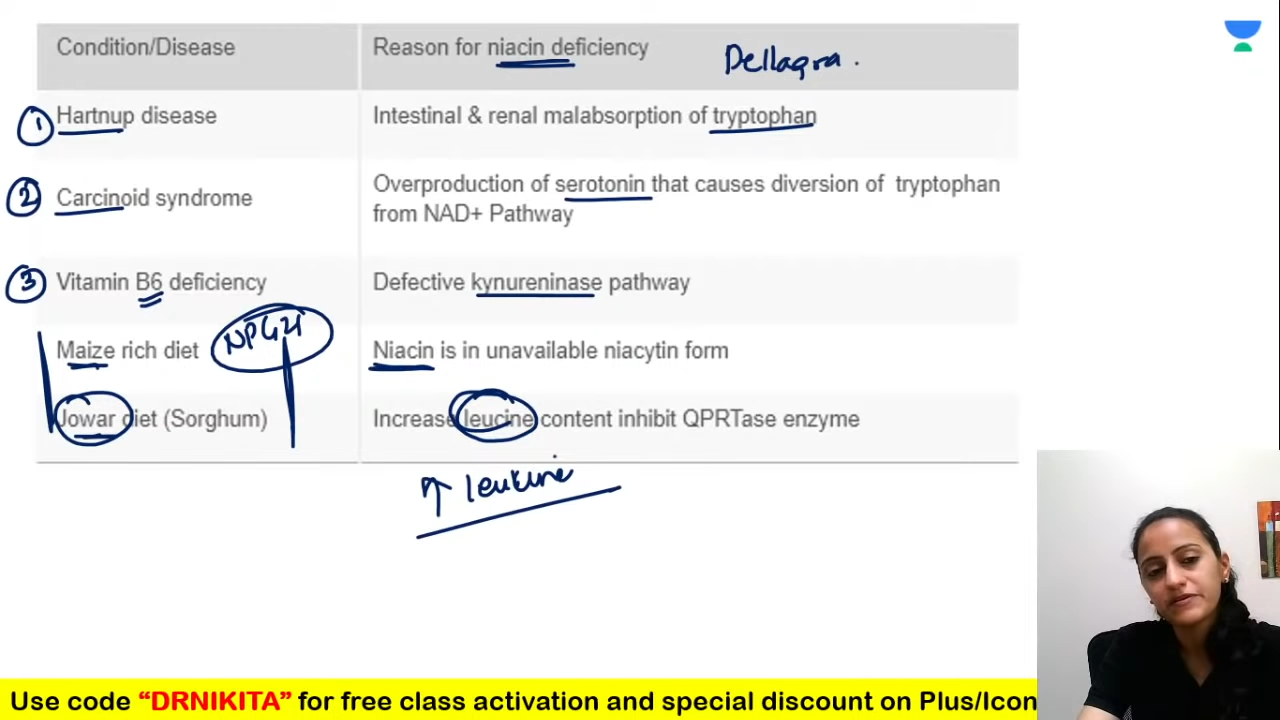 Condition/Disease
Reason for niacin deficiency
Dellagra.
1 Hartnup disease
Intestinal & renal malabsorption of tryptophan
2 Carcinoid syndrome
Overproduction of serotonin that causes diversion of tryptophan
from NAD+ Pathway
3 Vitamin B6 deficiency
Defective kynureninase pathway
Maize rich diet
Niacin is in unavailable niacytin form
Jowar diet (Sorghum)
Increase leucine content inhibit QPRTase enzyme
↑ leucine
Use code “DRNIKITA” for free class activation and special discount on Plus/Icon